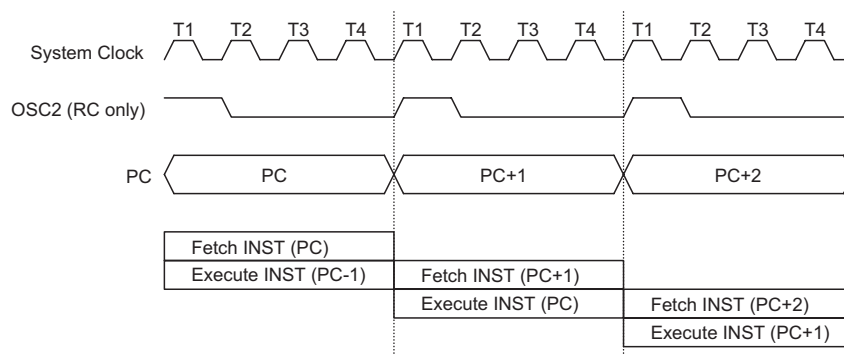 T1 T2 T3 T4 T1 T2 T3 T4 T1 T2 T3 T4
System Clock
OSC2 (RC only)
PC PC PC+1 PC+2
Fetch INST (PC)
Execute INST (PC-1) Fetch INST (PC+1)
Execute INST (PC) Fetch INST (PC+2)
Execute INST (PC+1)